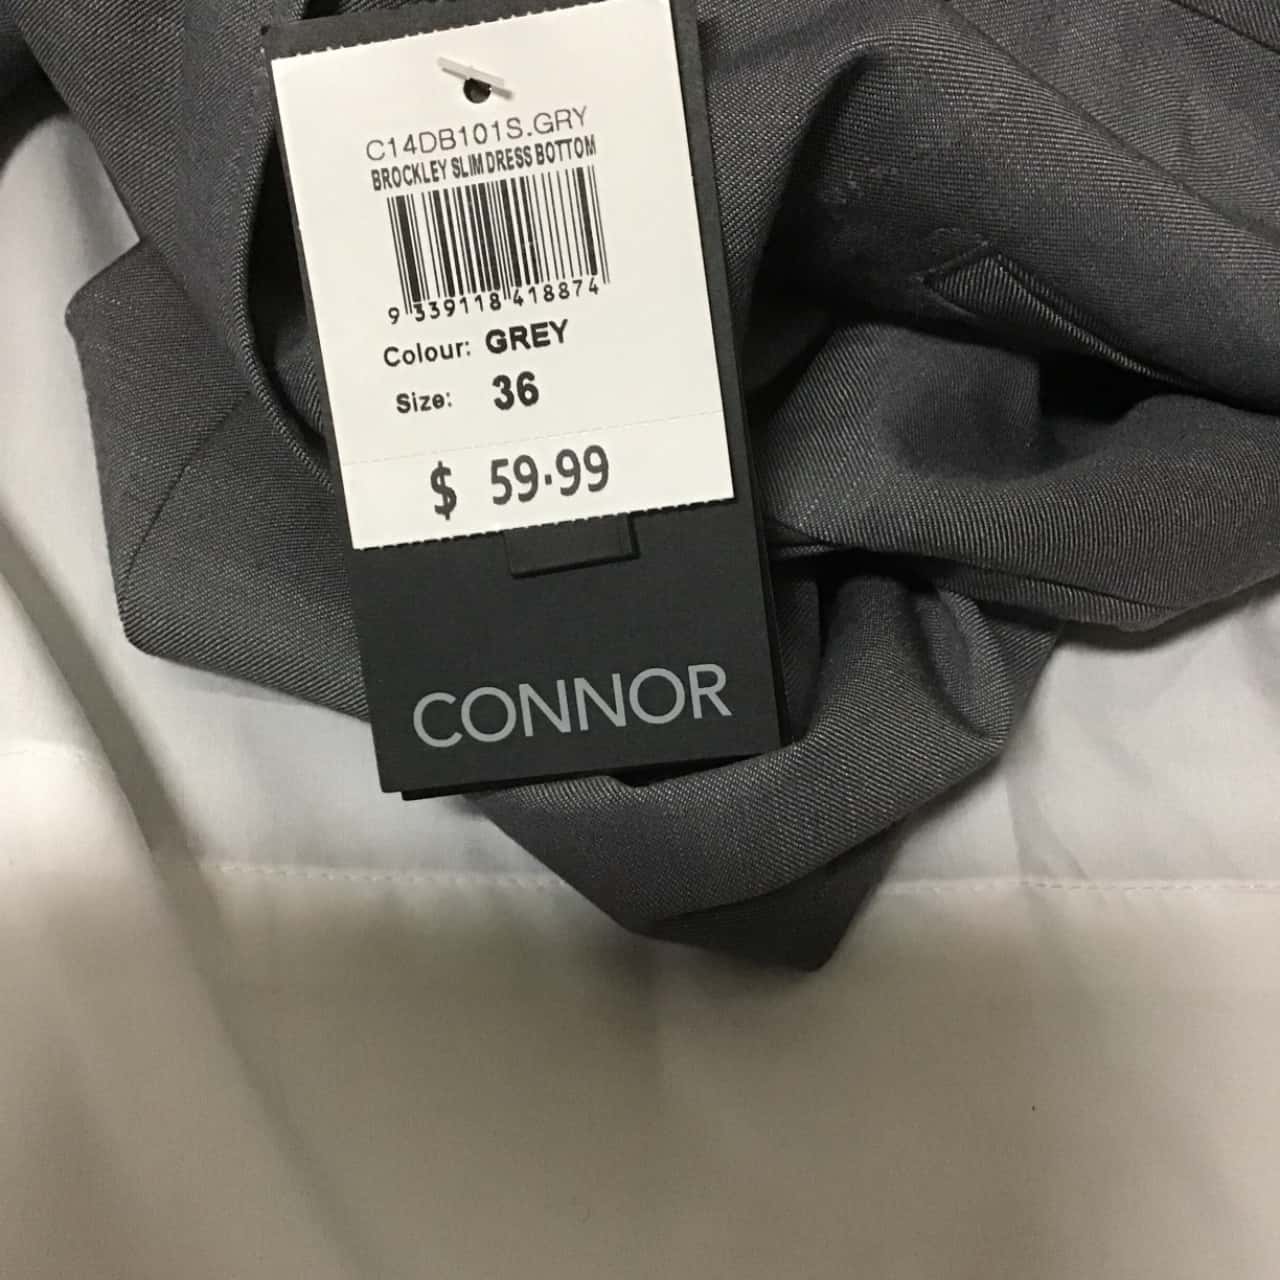 C14DB101S.GRY
BROCKLEY SLIM DRESS BOTTOM
9 339118 418874
Colour: GREY
Size: 36
$ 59.99
CONNOR